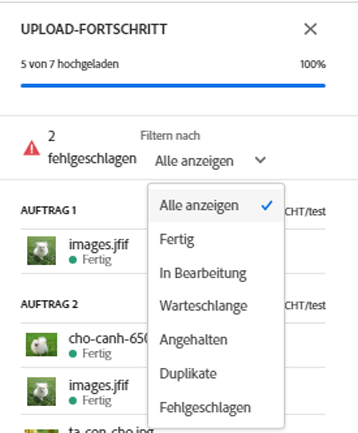 UPLOAD-FORTSCHRITT
5 von 7 hochgeladen 100%
2
fehlgeschlagen
Filtern nach
Alle anzeigen
Alle anzeigen
Fertig
In Bearbeitung
Warteschlange
Angehalten
Duplikate
Fehlgeschlagen
AUFTRAG 1 CHT/test
images.jfif
Fertig
AUFTRAG 2 CHT/test
cho-canh-650
Fertig
images.jfif
Fertig
ta-con-cho.jpg